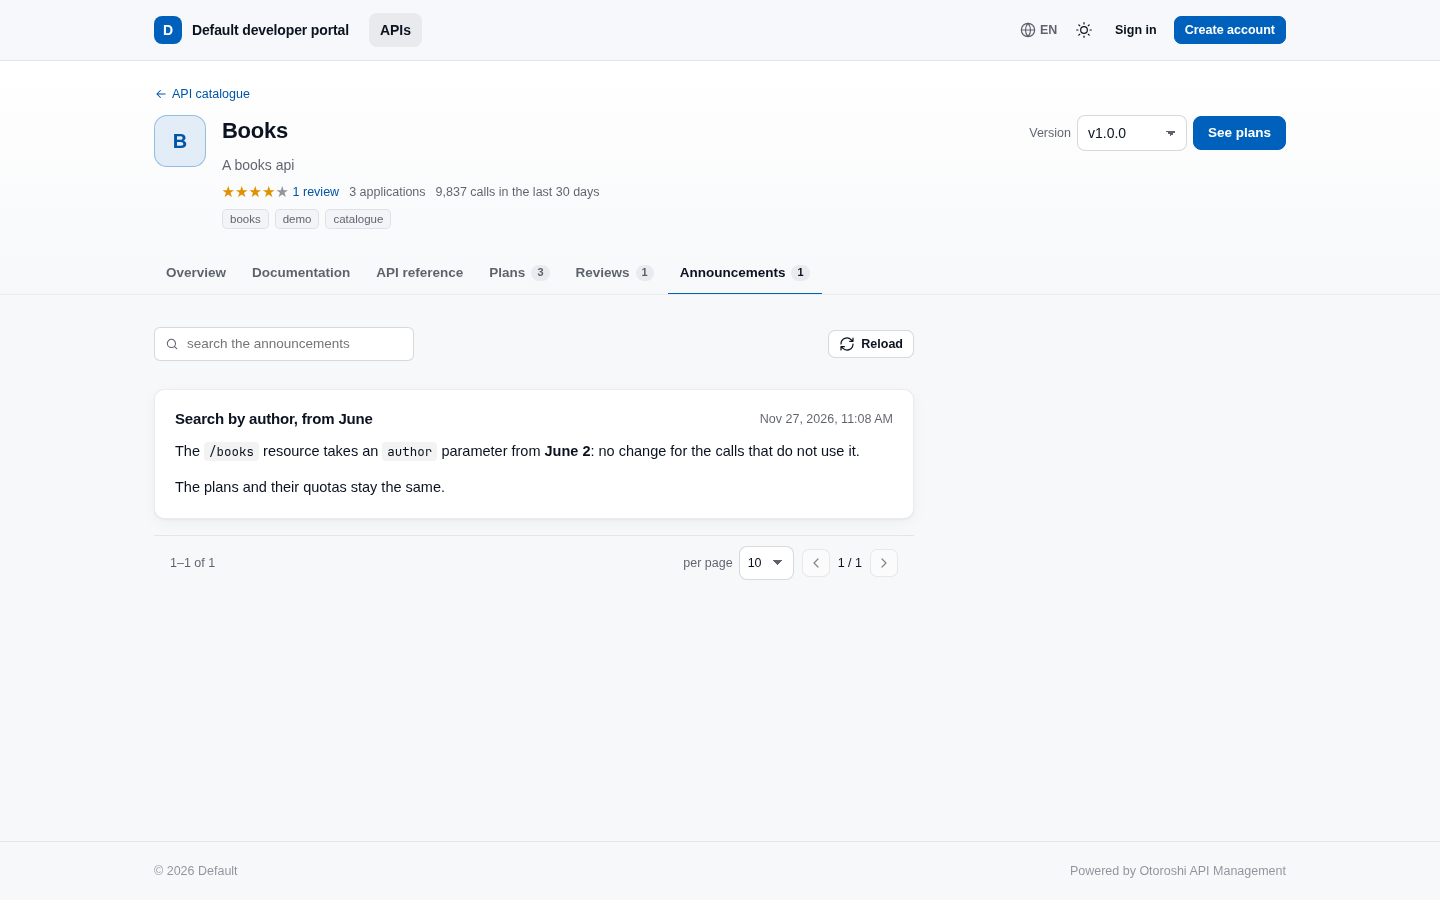 D Default developer portal APIs EN Sign in Create account
API catalogue
B Books Version v1.0.0 See plans
A books api
1 review 3 applications 9,837 calls in the last 30 days
books demo catalogue
Overview Documentation API reference Plans 3 Reviews 1 Announcements 1
search the announcements Reload
Search by author, from June Nov 27, 2026, 11:08 AM
The /books resource takes an author parameter from June 2: no change for the calls that do not use it.
The plans and their quotas stay the same.
1–1 of 1 per page 10 1 / 1
© 2026 Default Powered by Otoroshi API Management